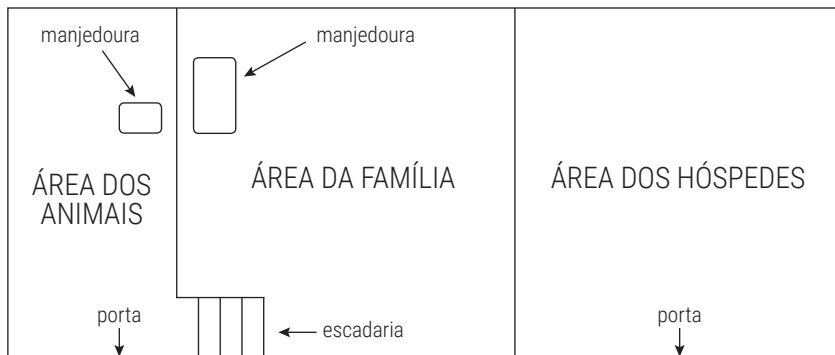 manjedoura
manjedoura
ÁREA DOS
ANIMAIS
ÁREA DA FAMÍLIA
ÁREA DOS HÓSPEDES
porta
escadaria
porta